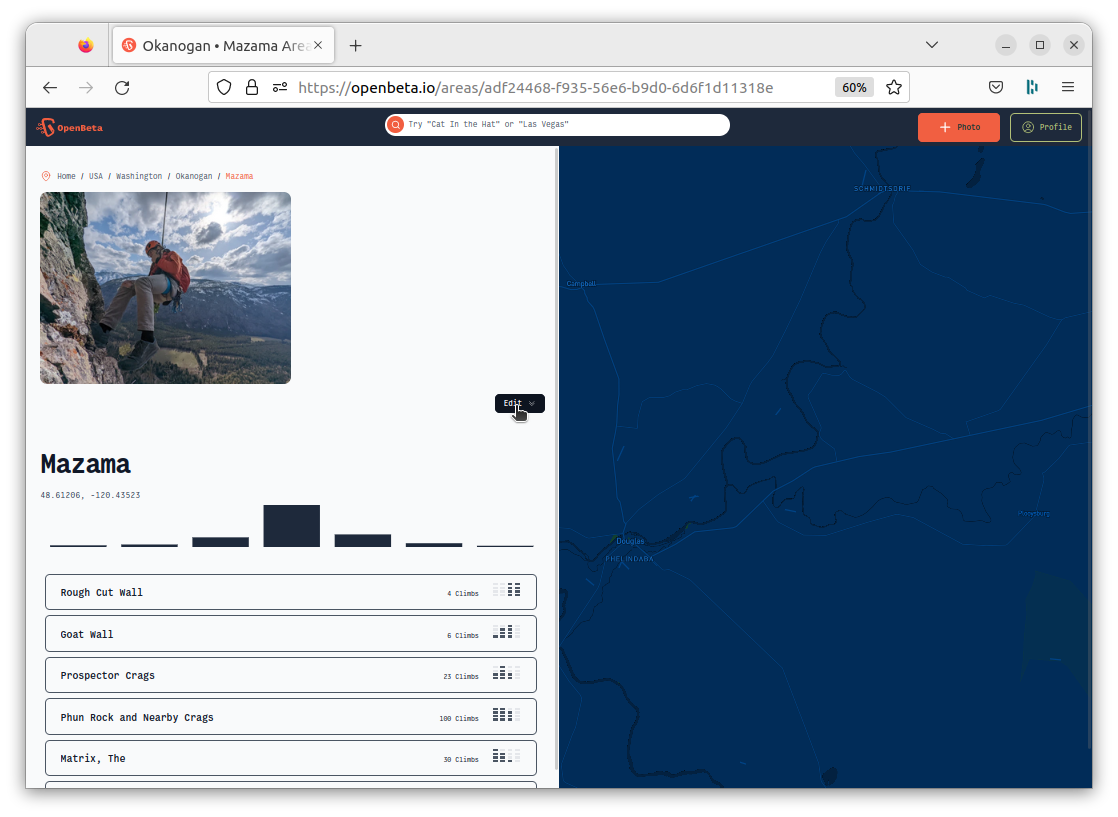 Okanogan • Mazama Area
https://openbeta.io/areas/adf24468-f935-56e6-b9d0-6d6f1d11318e
60%
OpenBeta
Try "Cat In the Hat" or "Las Vegas"
Photo
Profile
Home / USA / Washington / Okanogan / Mazama
Edit
Mazama
48.61206, -120.43523
Rough Cut Wall
4 Climbs
Goat Wall
6 Climbs
Prospector Crags
23 Climbs
Phun Rock and Nearby Crags
100 Climbs
Matrix, The
30 Climbs
SCHMIDTSDRIF
Campbell
Douglas
Plooysburg